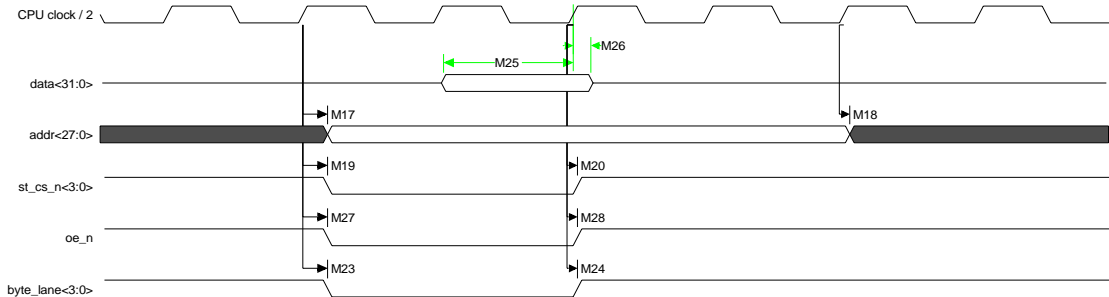 CPU clock / 2
M26
M25
data<31:0>
M17 M18
addr<27:0>
M19 M20
st_cs_n<3:0>
M27 M28
oe_n
M23 M24
byte_lane<3:0>